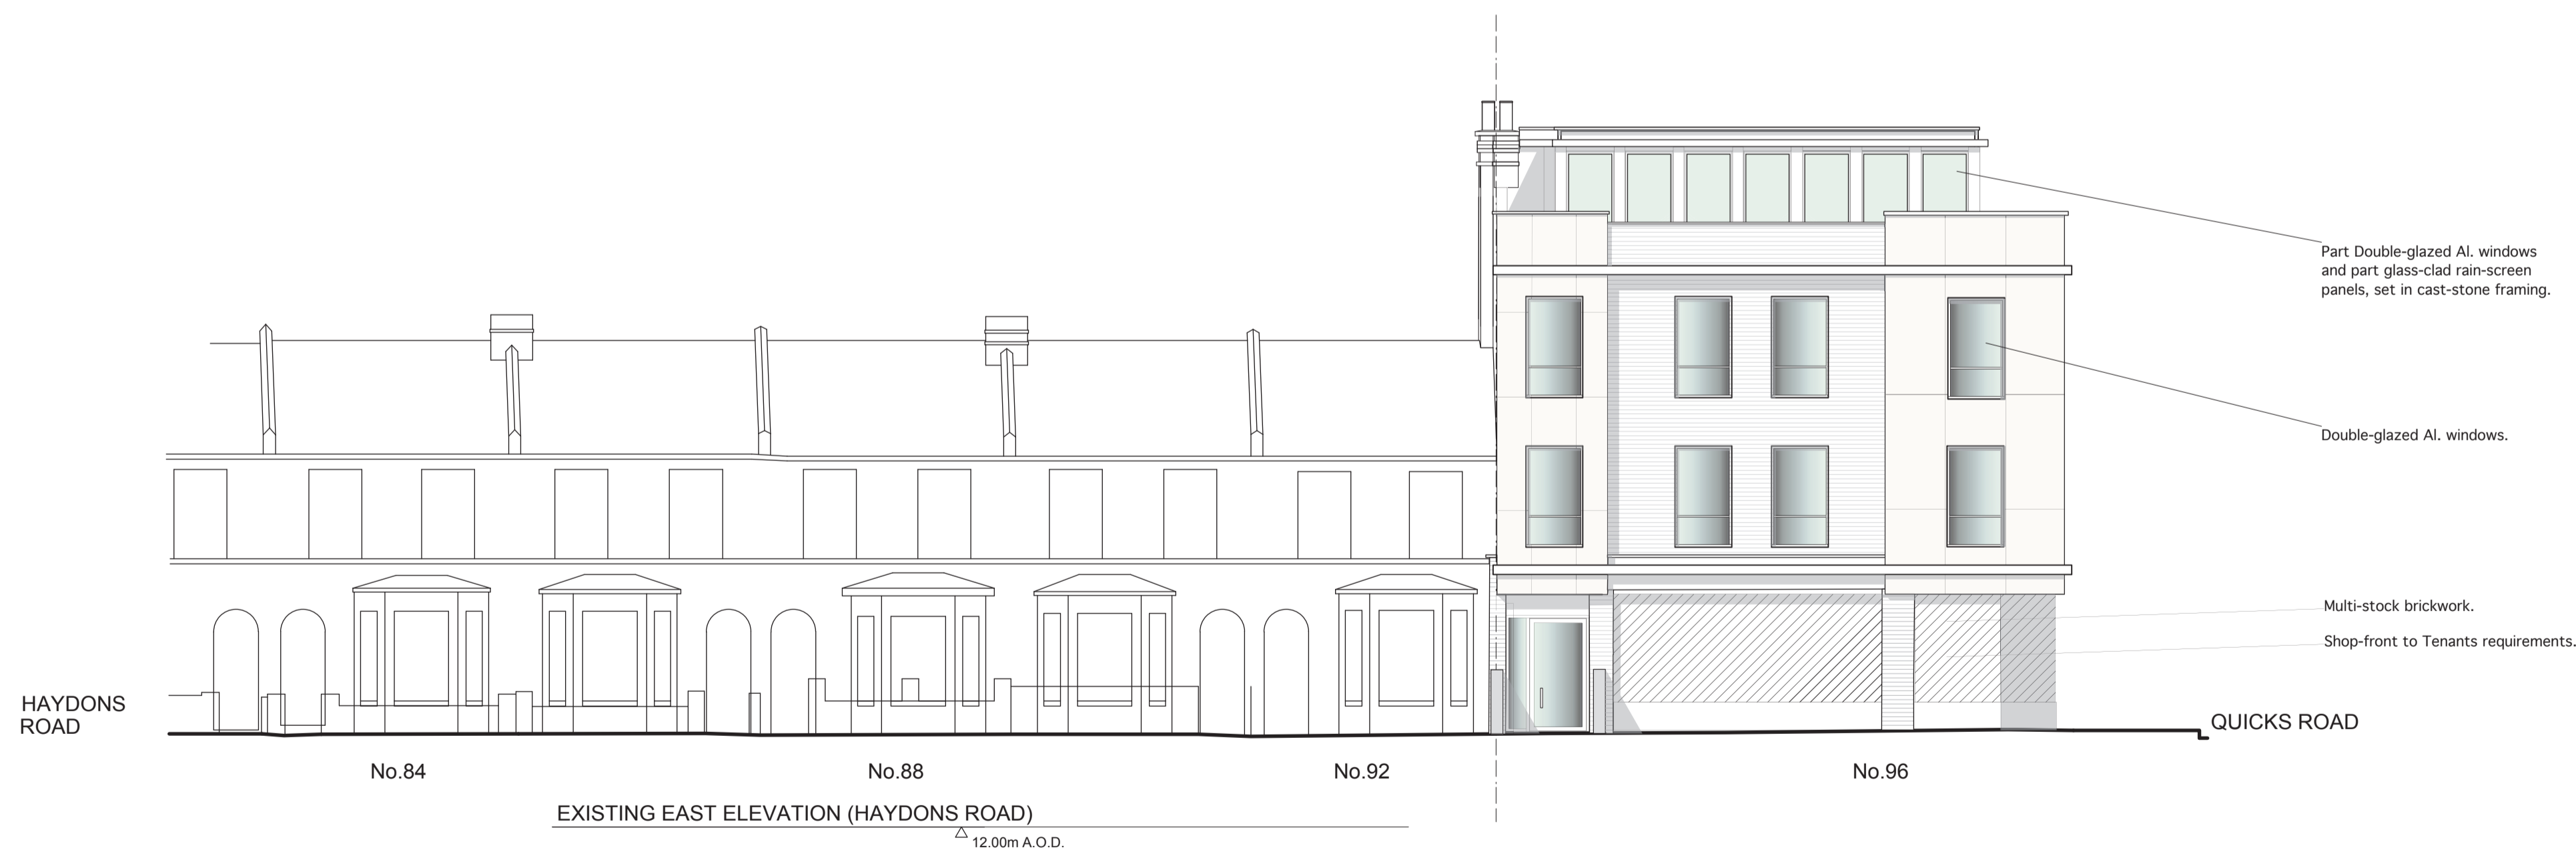 Part Double-glazed Al. windows
and part glass-clad rain-screen
panels, set in cast-stone framing.
Double-glazed Al. windows.
Multi-stock brickwork.
Shop-front to Tenants requirements.
HAYDONS
ROAD
QUICKS ROAD
No.84
No.88
No.92
No.96
EXISTING EAST ELEVATION (HAYDONS ROAD)
12.00m A.O.D.